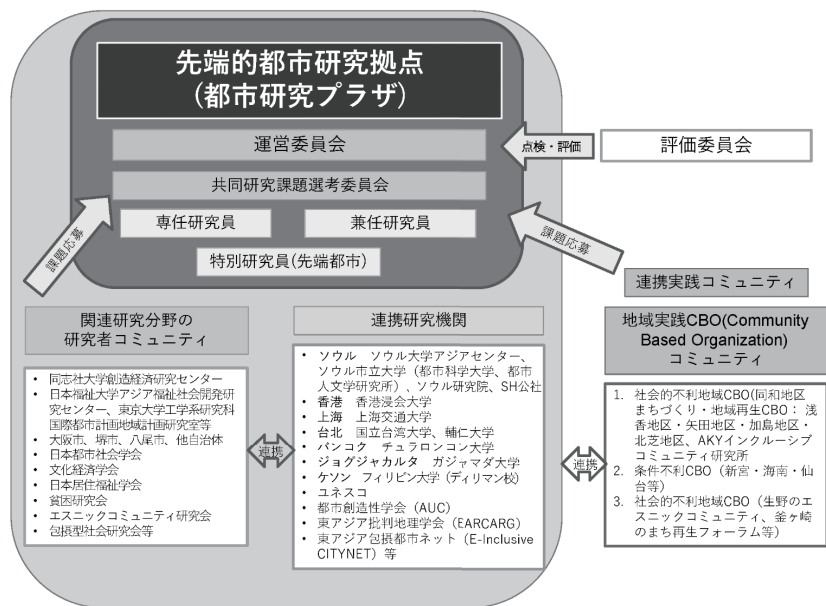 先端的都市研究拠点
(都市研究プラザ)
運営委員会
点検・評価
評価委員会
共同研究課題選考委員会
専任研究員
兼任研究員
特別研究員(先端都市)
課題応募
課題応募
連携実践コミュニティ
関連研究分野の
研究者コミュニティ
• 同志社大学創造経済研究センター
• 日本福祉大学アジア福祉社会開発研
究センター、東京大学工学系研究科
国際都市計画地域計画研究室等
• 大阪市、堺市、八尾市、他自治体
• 日本都市社会学会
• 文化経済学会
• 日本居住福祉学会
• 貧困研究会
• エスニックコミュニティ研究会
• 包摂型社会研究会等
連携
連携研究機関
• ソウル ソウル大学アジアセンター、
ソウル市立大学(都市科学大学、都市
人文学研究所)、ソウル研究院、SH公社
• 香港 香港浸会大学
• 上海 上海交通大学
• 台北 国立台湾大学、輔仁大学
• バンコク チュラロンコン大学
• ジョグジャカルタ ガジャマダ大学
• ケソン フィリピン大学(ディリマン校)
• ユネスコ
• 都市創造性学会(AUC)
• 東アジア批判地理学会(EARCARG)
• 東アジア包摂都市ネット(E-Inclusive
CITYNET)等
連携
地域実践CBO(Community
Based Organization)
コミュニティ
1. 社会的不利地域CBO(同和地区
まちづくり・地域再生CBO:浅
香地区・矢田地区・加島地区・
北芝地区、AKYインクルーシブ
コミュニティ研究所
2. 条件不利CBO(新宮・海南・仙
台等)
3. 社会的不利地域CBO(生野のエ
スニックコミュニティ、釜ヶ崎
のまち再生フォーラム等)